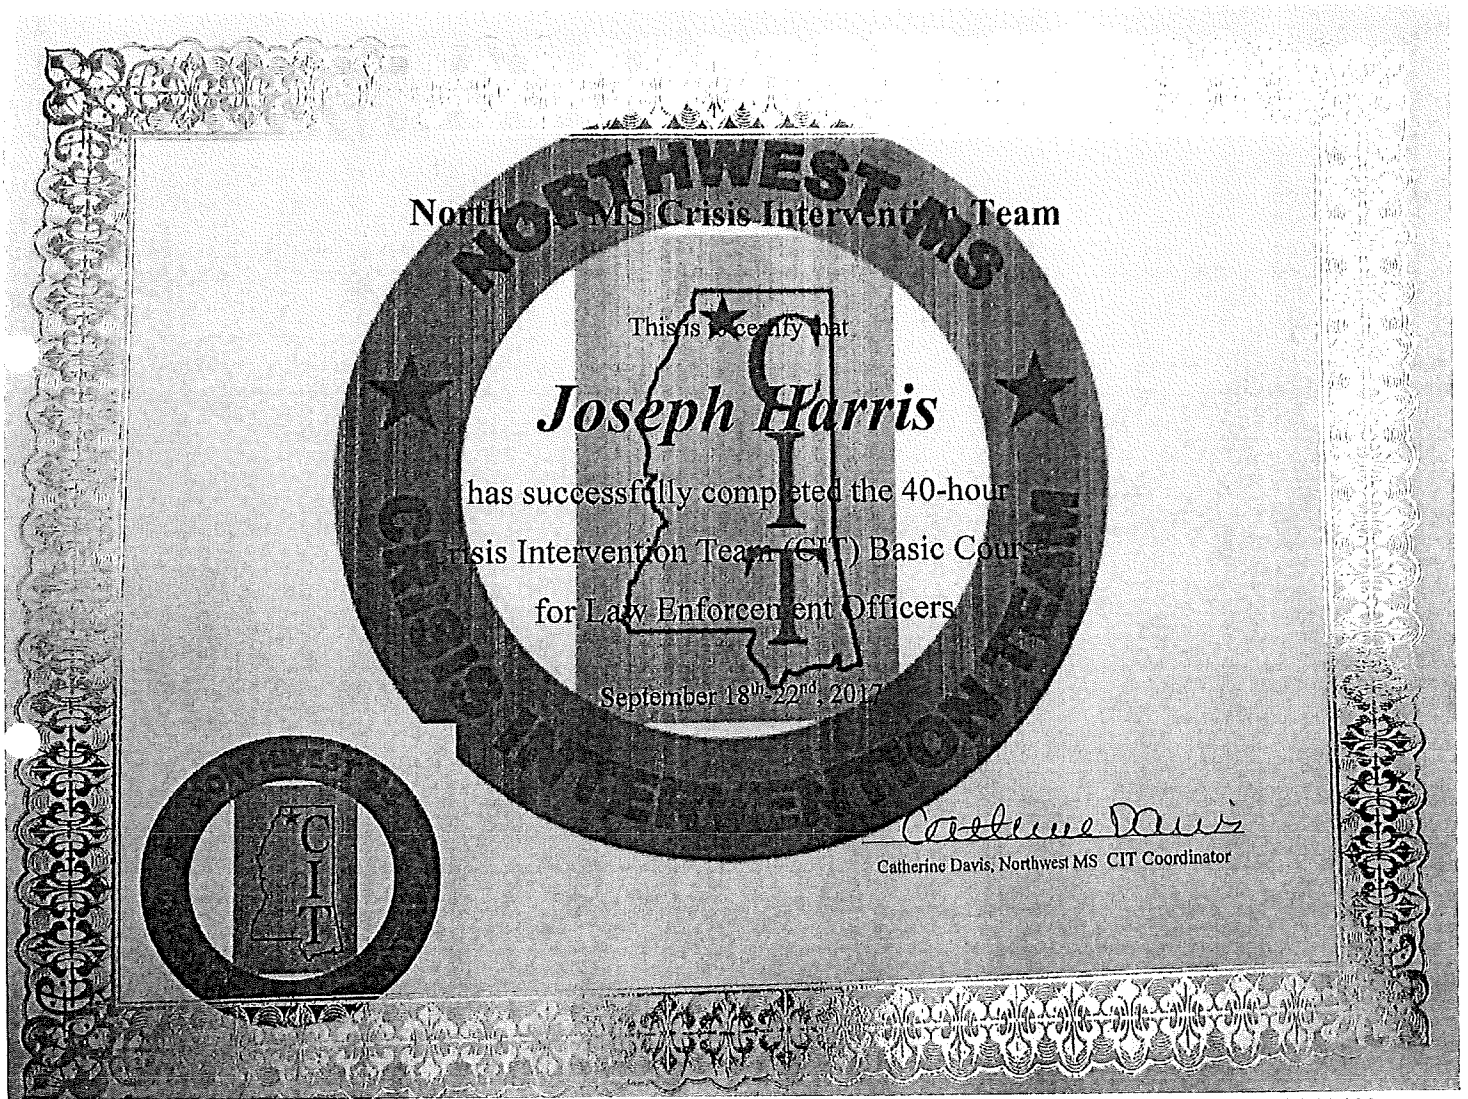 NORTHWEST MS
Northwest MS Crisis Intervention Team
This is to certify that
CIT
Joseph Harris
has successfully completed the 40-hour
Crisis Intervention Team (CIT) Basic Course
for Law Enforcement Officers
September 18th-22nd, 2017
CRISIS INTERVENTION TEAM
NORTHWEST MS
CIT
Catherine Davis
Catherine Davis, Northwest MS CIT Coordinator